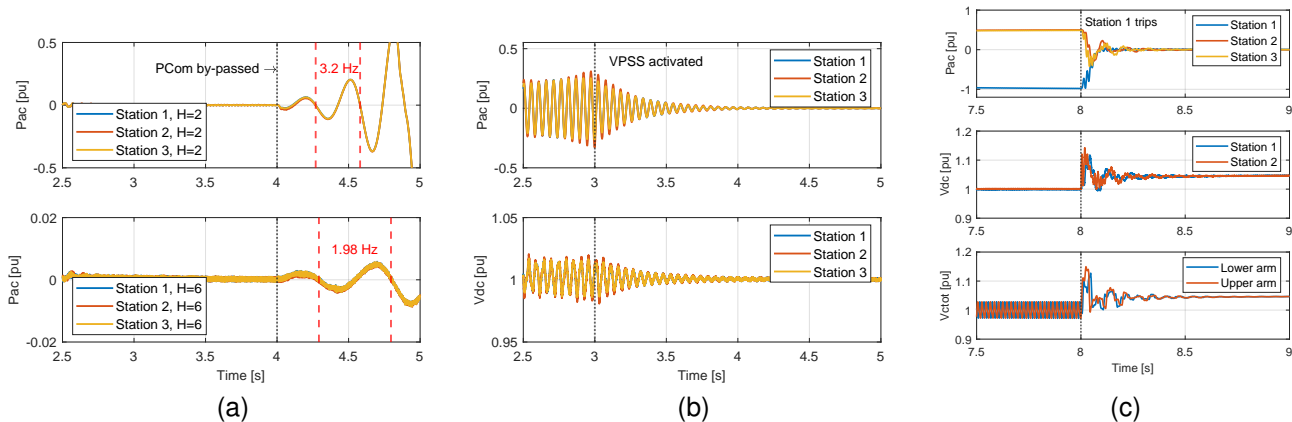 Pac [pu]
0.5
0
-0.5
PCom by-passed →
3.2 Hz
Station 1, H=2
Station 2, H=2
Station 3, H=2
2.5 3 3.5 4 4.5 5
Pac [pu]
0.02
0
-0.02
1.98 Hz
Station 1, H=6
Station 2, H=6
Station 3, H=6
2.5 3 3.5 4 4.5 5
Time [s]
(a)
Pac [pu]
0.5
0
-0.5
VPSS activated
Station 1
Station 2
Station 3
2.5 3 3.5 4 4.5 5
Vdc [pu]
1.05
1
0.95
Station 1
Station 2
Station 3
2.5 3 3.5 4 4.5 5
Time [s]
(b)
Pac [pu]
1
0
-1
Station 1 trips
Station 1
Station 2
Station 3
7.5 8 8.5 9
Vdc [pu]
1.2
1.1
1
0.9
Station 1
Station 2
7.5 8 8.5 9
Vctot [pu]
1.2
1.1
1.0
0.9
Lower arm
Upper arm
7.5 8 8.5 9
Time [s]
(c)